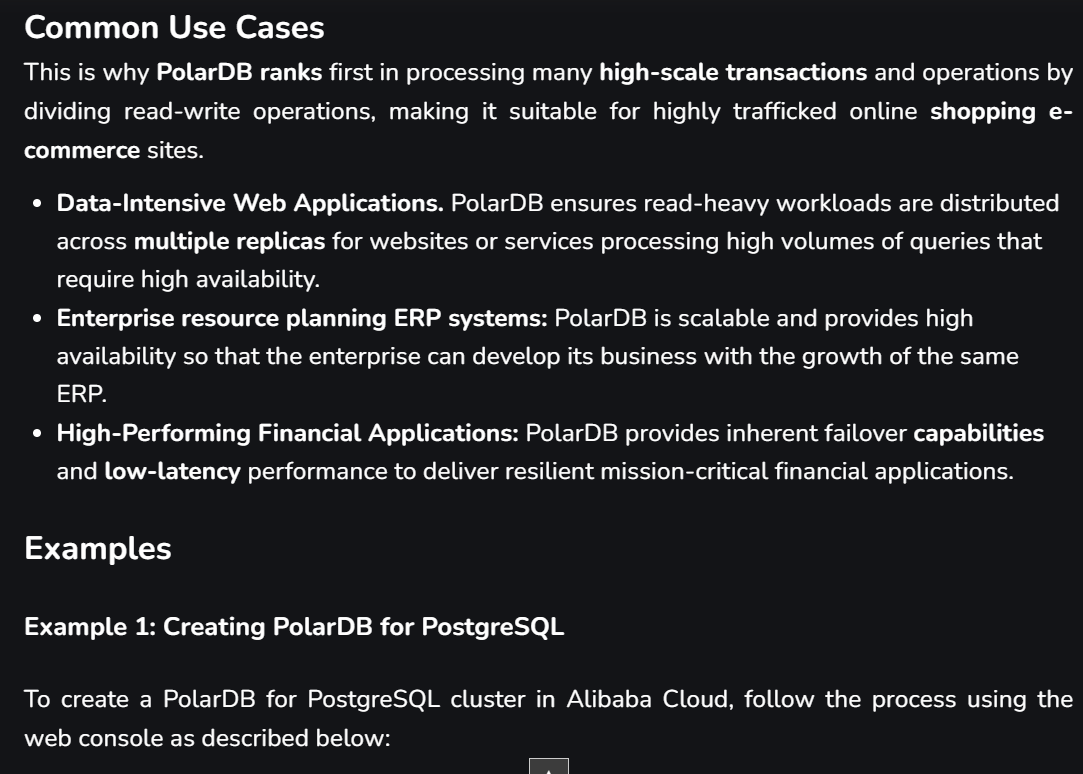 Common Use Cases
This is why PolarDB ranks first in processing many high-scale transactions and operations by
dividing read-write operations, making it suitable for highly trafficked online shopping e-
commerce sites.
• Data-Intensive Web Applications. PolarDB ensures read-heavy workloads are distributed
across multiple replicas for websites or services processing high volumes of queries that
require high availability.
• Enterprise resource planning ERP systems: PolarDB is scalable and provides high
availability so that the enterprise can develop its business with the growth of the same
ERP.
• High-Performing Financial Applications: PolarDB provides inherent failover capabilities
and low-latency performance to deliver resilient mission-critical financial applications.
Examples
Example 1: Creating PolarDB for PostgreSQL
To create a PolarDB for PostgreSQL cluster in Alibaba Cloud, follow the process using the
web console as described below: